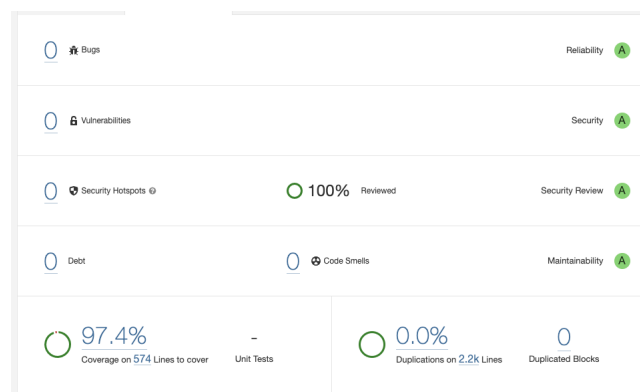 0 Bugs Reliability A
0 Vulnerabilities Security A
0 Security Hotspots ? 100% Reviewed Security Review A
0 Debt 0 Code Smells Maintainability A
97.4% - 0.0% 0
Coverage on 574 Lines to cover Unit Tests Duplications on 2.2k Lines Duplicated Blocks